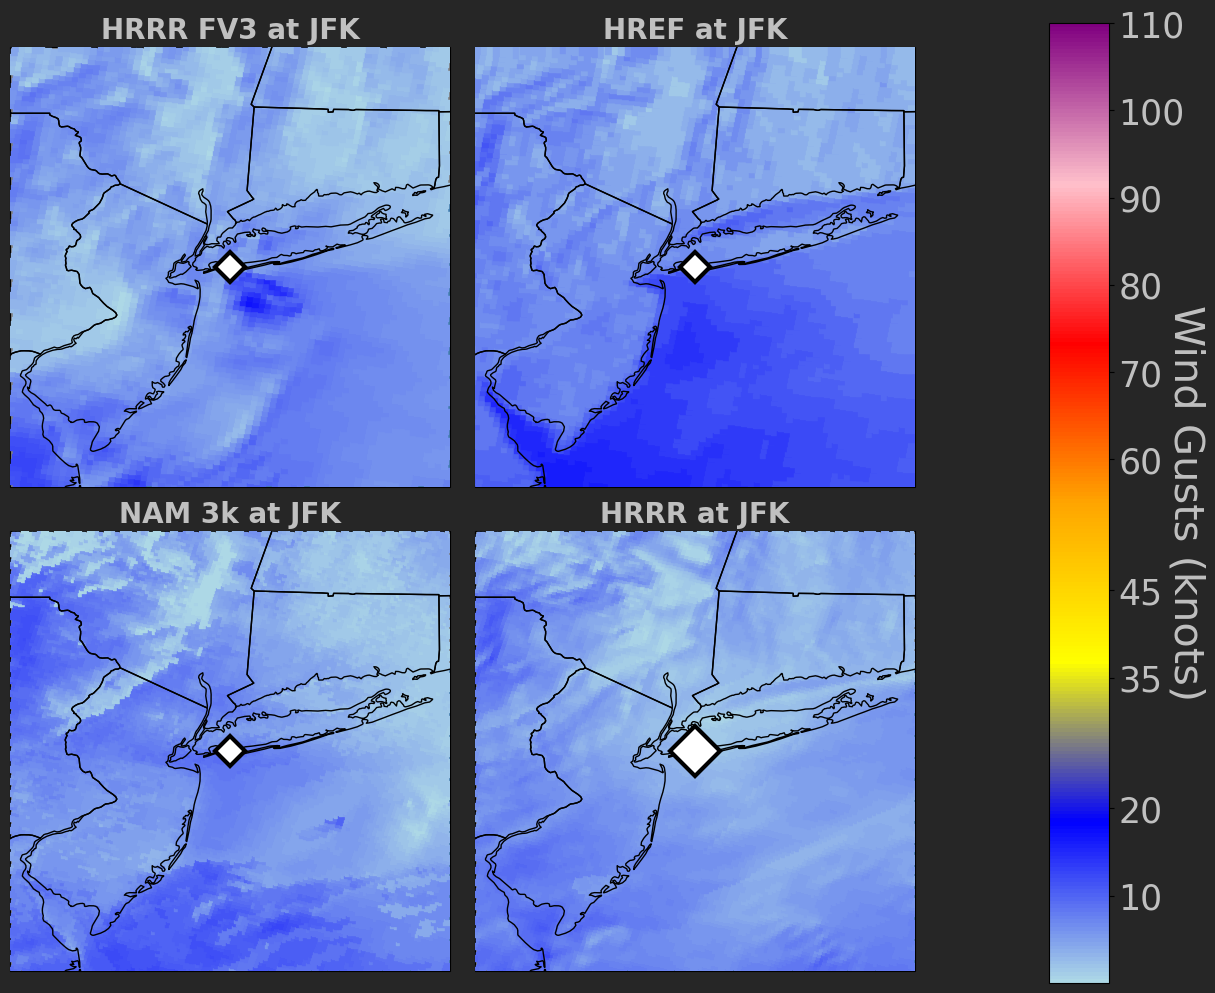 HRRR FV3 at JFK
HREF at JFK
NAM 3k at JFK
HRRR at JFK
110
100
90
80
70
60
45
35
20
10
Wind Gusts (knots)